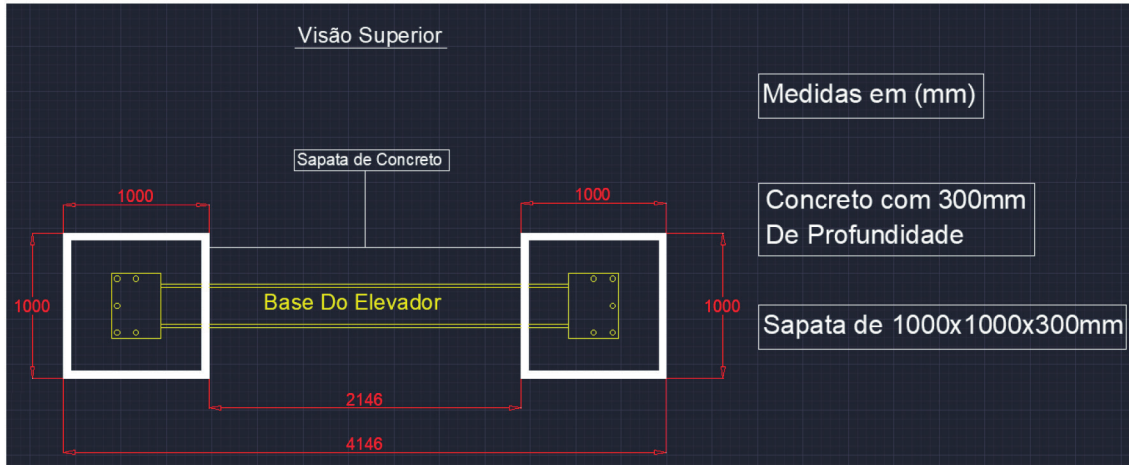 Visão Superior
Medidas em (mm)
Sapata de Concreto
1000
1000
Concreto com 300mm
De Profundidade
1000
Base Do Elevador
1000
Sapata de 1000x1000x300mm
2146
4146